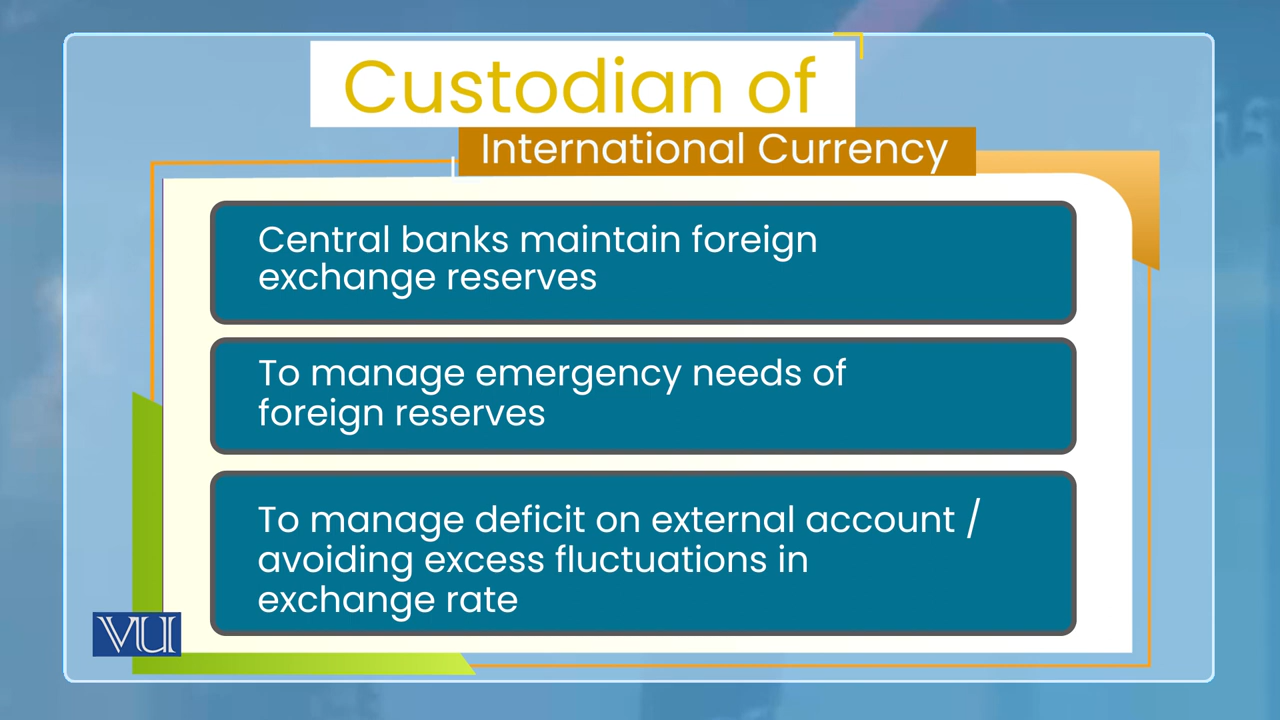 Custodian of
International Currency
Central banks maintain foreign
exchange reserves
To manage emergency needs of
foreign reserves
To manage deficit on external account /
avoiding excess fluctuations in
exchange rate
VU